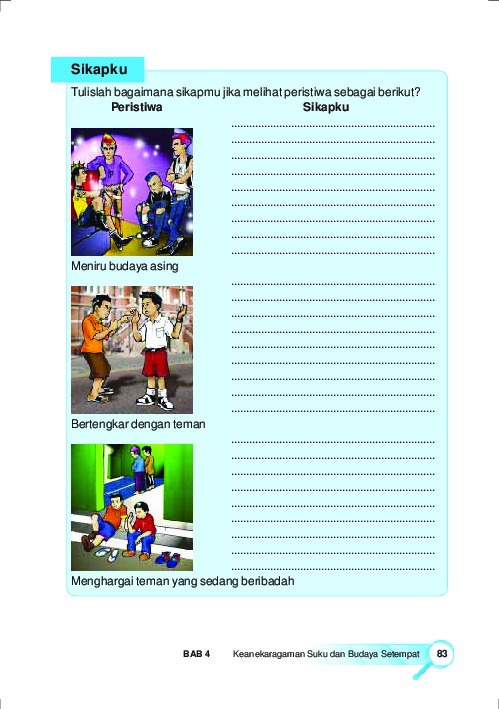 Sikapku
Tulislah bagaimana sikapmu jika melihat peristiwa sebagai berikut?
Peristiwa Sikapku
Meniru budaya asing
Bertengkar dengan teman
Menghargai teman yang sedang beribadah
BAB 4 Keanekaragaman Suku dan Budaya Setempat 83